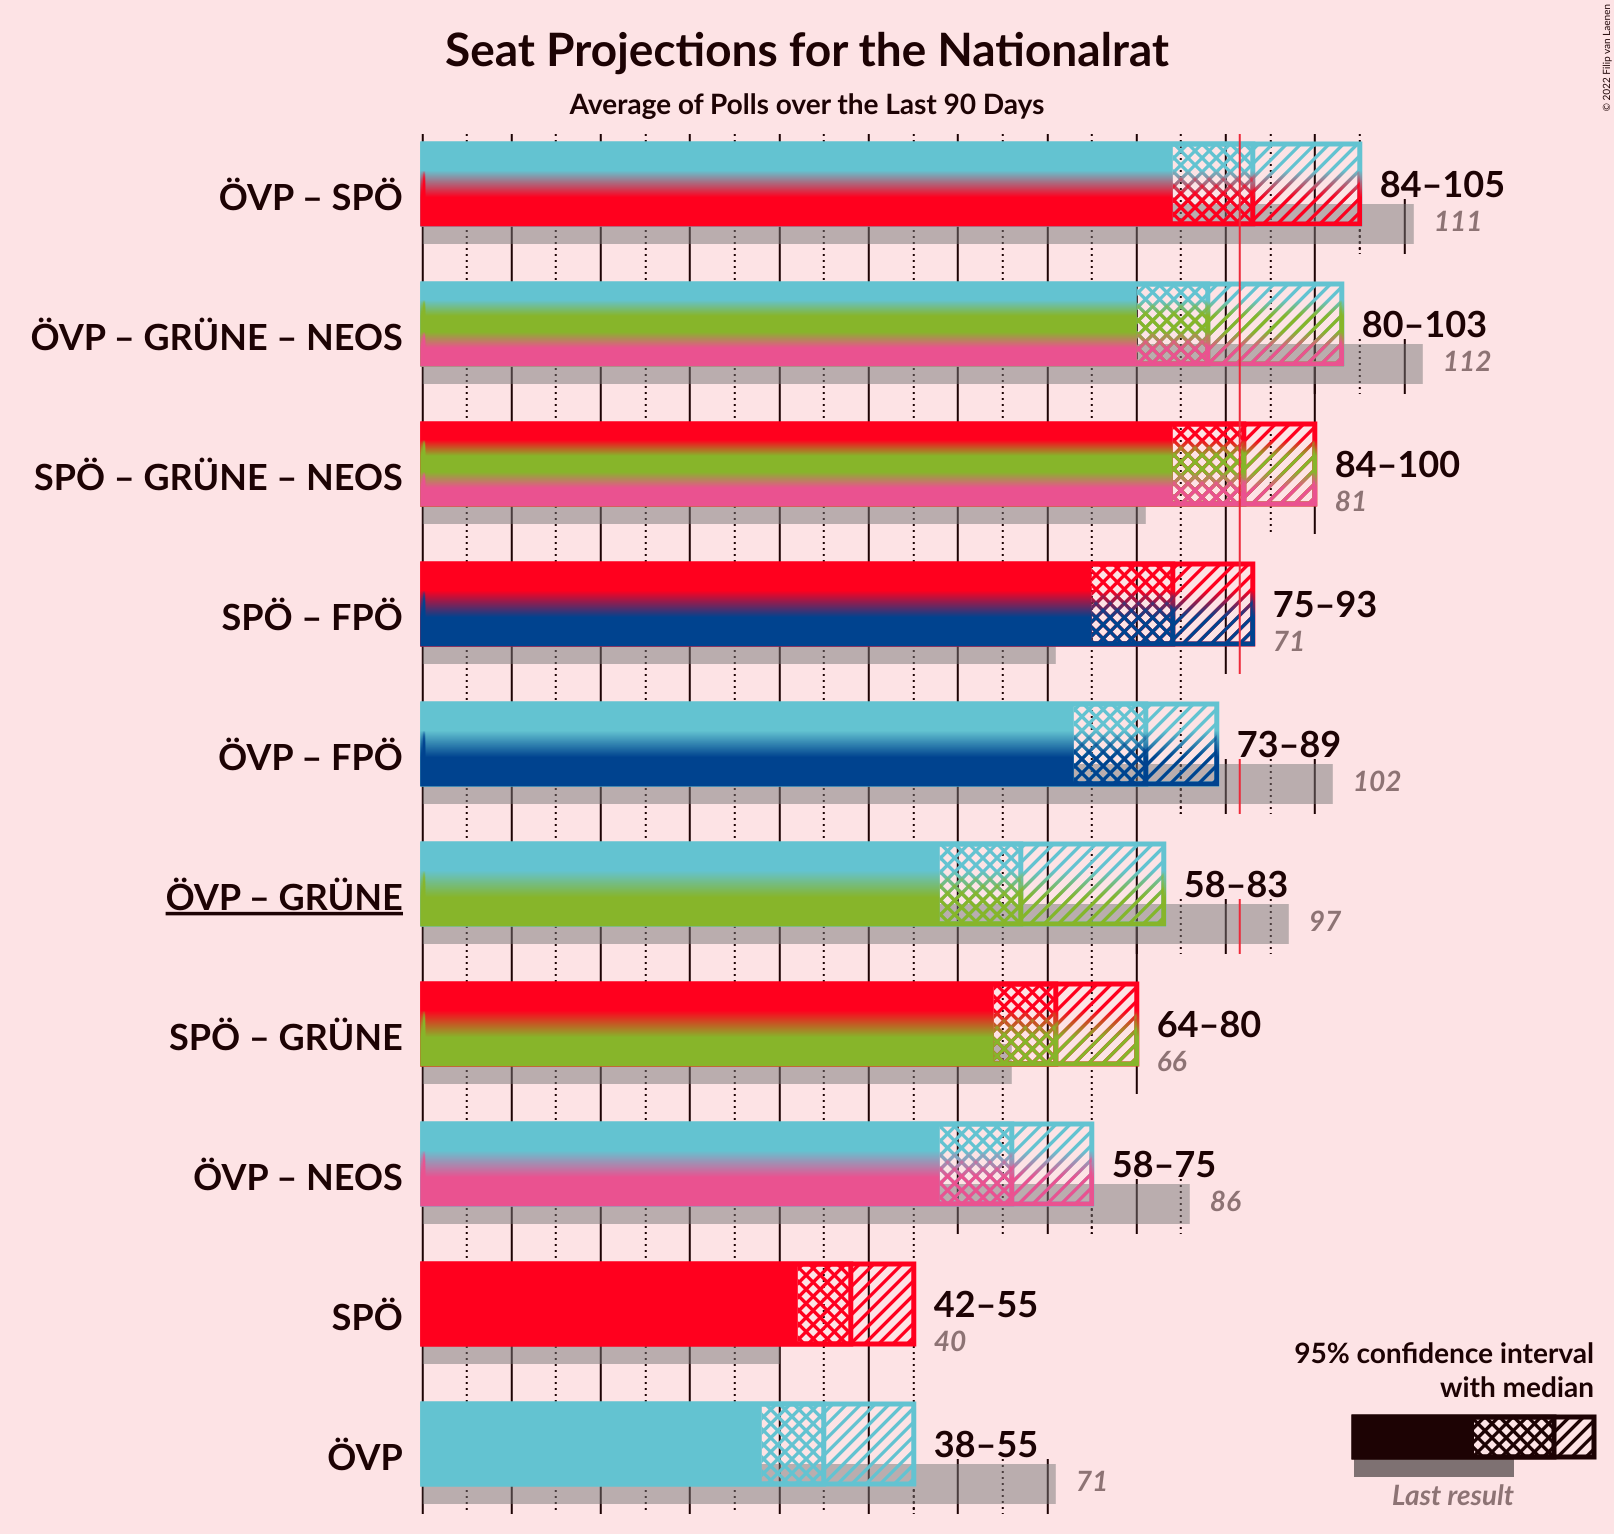 Seat Projections for the Nationalrat
Average of Polls over the Last 90 Days
© 2022 Filip van Laenen
ÖVP – SPÖ
84–105
111
ÖVP – GRÜNE – NEOS
80–103
112
SPÖ – GRÜNE – NEOS
84–100
81
SPÖ – FPÖ
75–93
71
ÖVP – FPÖ
73–89
102
ÖVP – GRÜNE
58–83
97
SPÖ – GRÜNE
64–80
66
ÖVP – NEOS
58–75
86
SPÖ
42–55
40
ÖVP
38–55
71
95% confidence interval
with median
Last result